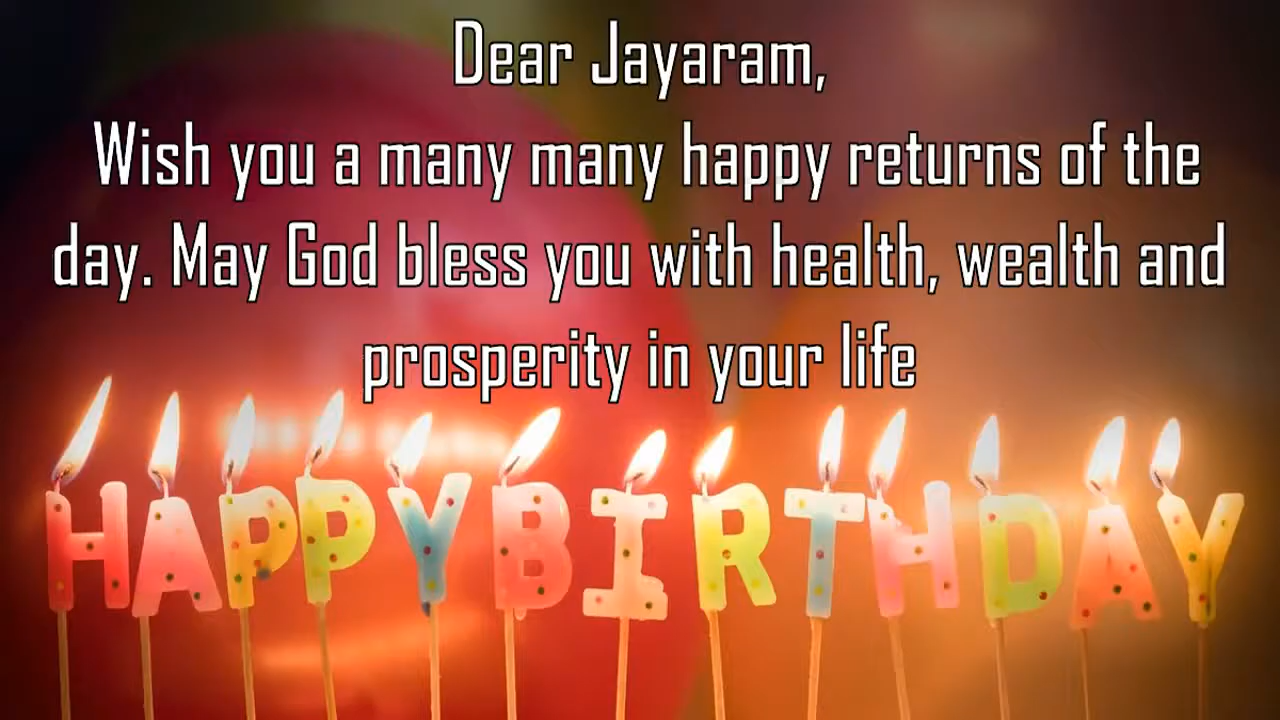 Dear Jayaram,
Wish you a many many happy returns of the
day. May God bless you with health, wealth and
prosperity in your life
HAPPY BIRTHDAY